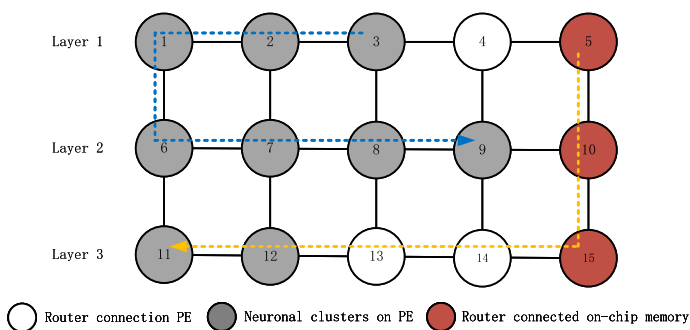 Layer 1 1 2 3 4 5
Layer 2 6 7 8 9 10
Layer 3 11 12 13 14 15
Router connection PE Neuronal clusters on PE Router connected on-chip memory